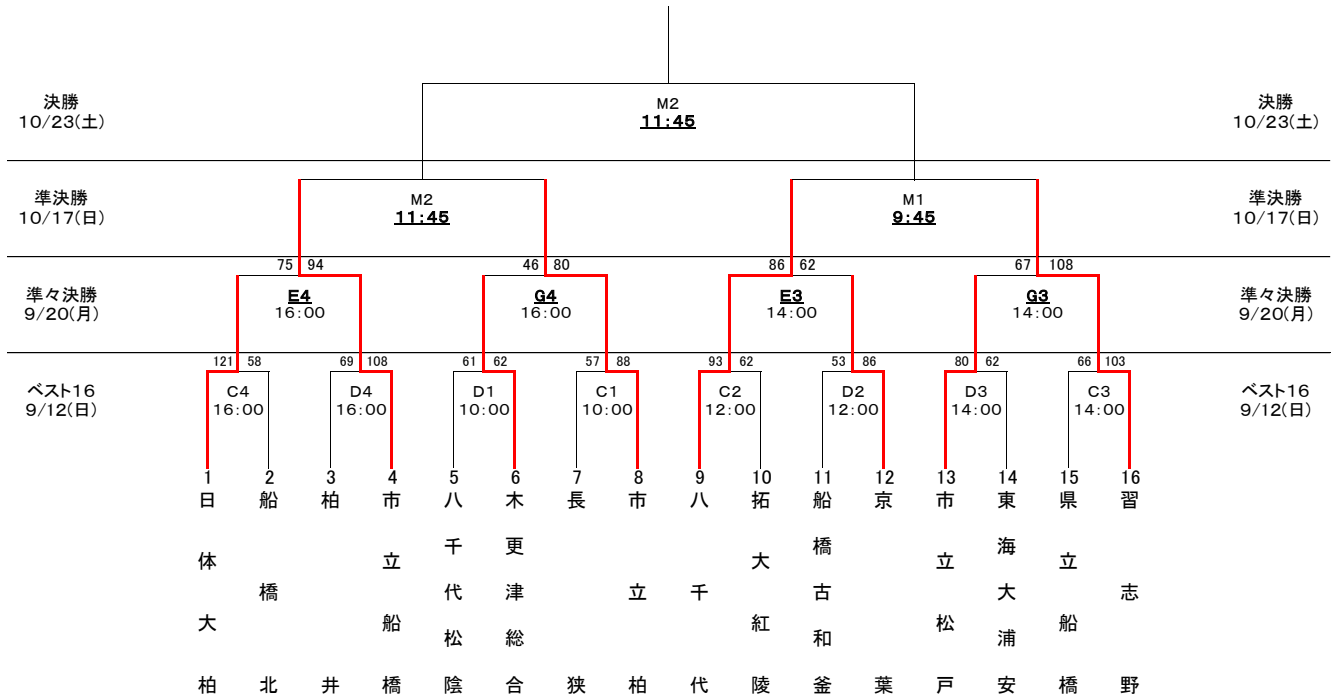 決勝
10/23(土)
M2
11:45
決勝
10/23(土)
準決勝
10/17(日)
M2
11:45
M1
9:45
準決勝
10/17(日)
75 94
46 80
86 62
67 108
準々決勝
9/20(月)
E4
16:00
G4
16:00
E3
14:00
G3
14:00
準々決勝
9/20(月)
121 58
69 108
61 62
57 88
93 62
53 86
80 62
66 103
ベスト16
9/12(日)
C4
16:00
D4
16:00
D1
10:00
C1
10:00
C2
12:00
D2
12:00
D3
14:00
C3
14:00
ベスト16
9/12(日)
1
日体大柏
2
船橋北
3
柏井
4
市立船橋
5
八千代松陰
6
木更津総合
7
長狭
8
市立柏
9
八千代
10
拓大紅陵
11
船橋古和釜
12
京葉
13
市立松戸
14
東海大浦安
15
県立船橋
16
習志野